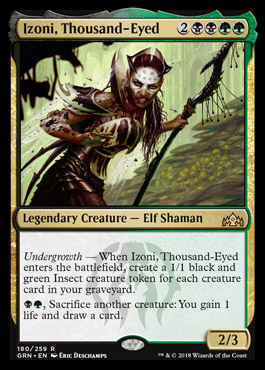 Izoni, Thousand-Eyed 2
Legendary Creature — Elf Shaman
Undergrowth — When Izoni, Thousand-Eyed
enters the battlefield, create a 1/1 black and
green Insect creature token for each creature
card in your graveyard.
, Sacrifice another creature: You gain 1
life and draw a card.
2/3
180/259 R
GRN • EN Eric Deschamps
™ & © 2018 Wizards of the Coast